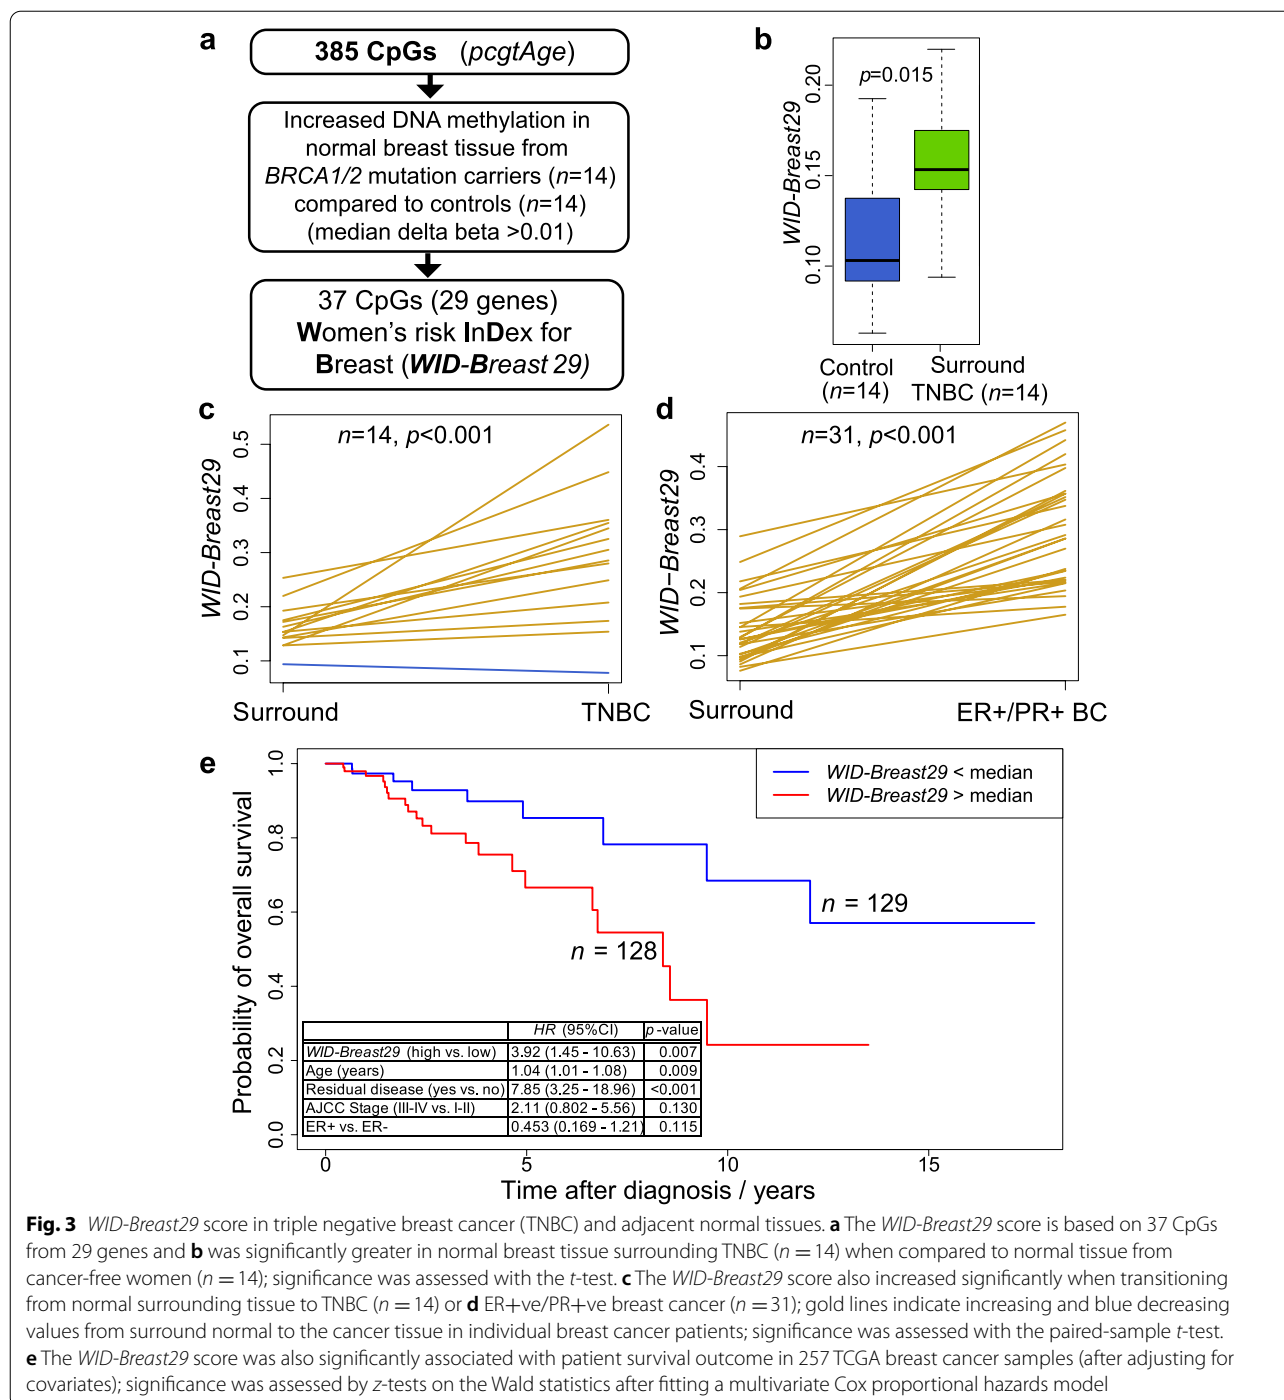 a
385 CpGs (pcgtAge)
Increased DNA methylation in
normal breast tissue from
BRCA1/2 mutation carriers (n=14)
compared to controls (n=14)
(median delta beta >0.01)
37 CpGs (29 genes)
Women's risk InDex for
Breast (WID-Breast 29)
b
p=0.015
WID-Breast29
0.20
0.15
0.10
Control
(n=14)
Surround
TNBC (n=14)
c
n=14, p<0.001
WID-Breast29
0.5
0.4
0.3
0.2
0.1
Surround
TNBC
d
n=31, p<0.001
WID−Breast29
0.4
0.3
0.2
0.1
Surround
ER+/PR+ BC
e
WID-Breast29 < median
WID-Breast29 > median
Probability of overall survival
1.0
0.8
0.6
0.4
0.2
0.0
n = 129
n = 128
HR (95%CI) p-value
WID-Breast29 (high vs. low) 3.92 (1.45 - 10.63) 0.007
Age (years) 1.04 (1.01 - 1.08) 0.009
Residual disease (yes vs. no) 7.85 (3.25 - 18.96) <0.001
AJCC Stage (III-IV vs. I-II) 2.11 (0.802 - 5.56) 0.130
ER+ vs. ER- 0.453 (0.169 - 1.21) 0.115
0 5 10 15
Time after diagnosis / years
Fig. 3 WID-Breast29 score in triple negative breast cancer (TNBC) and adjacent normal tissues. a The WID-Breast29 score is based on 37 CpGs
from 29 genes and b was significantly greater in normal breast tissue surrounding TNBC (n = 14) when compared to normal tissue from
cancer-free women (n = 14); significance was assessed with the t-test. c The WID-Breast29 score also increased significantly when transitioning
from normal surrounding tissue to TNBC (n = 14) or d ER+ve/PR+ve breast cancer (n = 31); gold lines indicate increasing and blue decreasing
values from surround normal to the cancer tissue in individual breast cancer patients; significance was assessed with the paired-sample t-test.
e The WID-Breast29 score was also significantly associated with patient survival outcome in 257 TCGA breast cancer samples (after adjusting for
covariates); significance was assessed by z-tests on the Wald statistics after fitting a multivariate Cox proportional hazards model